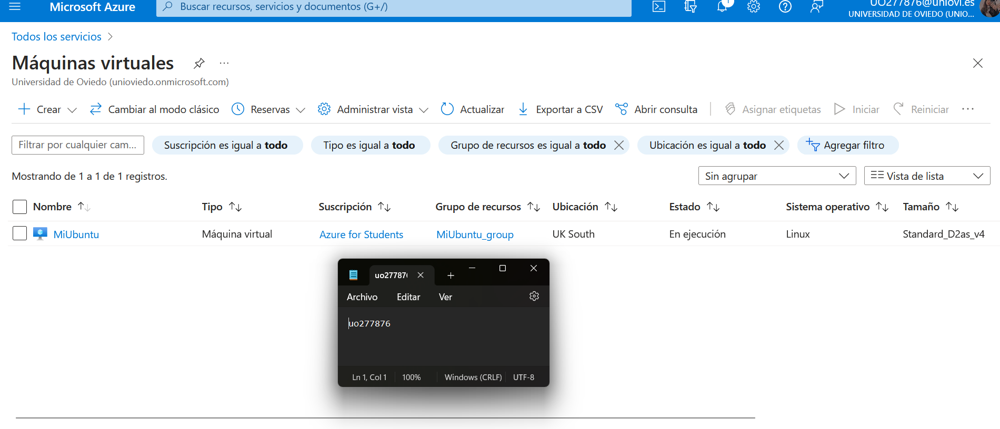 Microsoft Azure
Buscar recursos, servicios y documentos (G+/)
1
UO277876@uniovi.es
UNIVERSIDAD DE OVIEDO (UNIO...
Todos los servicios
Máquinas virtuales
...
Universidad de Oviedo (unioviedo.onmicrosoft.com)
Crear
Cambiar al modo clásico
Reservas
Administrar vista
Actualizar
Exportar a CSV
Abrir consulta
Asignar etiquetas
Iniciar
Reiniciar
...
Filtrar por cualquier cam...
Suscripción es igual a todo
Tipo es igual a todo
Grupo de recursos es igual a todo
Ubicación es igual a todo
Agregar filtro
Mostrando de 1 a 1 de 1 registros.
Sin agrupar
Vista de lista
Nombre
Tipo
Suscripción
Grupo de recursos
Ubicación
Estado
Sistema operativo
Tamaño
MiUbuntu
Máquina virtual
Azure for Students
MiUbuntu_group
UK South
En ejecución
Linux
Standard_D2as_v4
uo27787
Archivo
Editar
Ver
uo277876
Ln 1, Col 1
100%
Windows (CRLF)
UTF-8